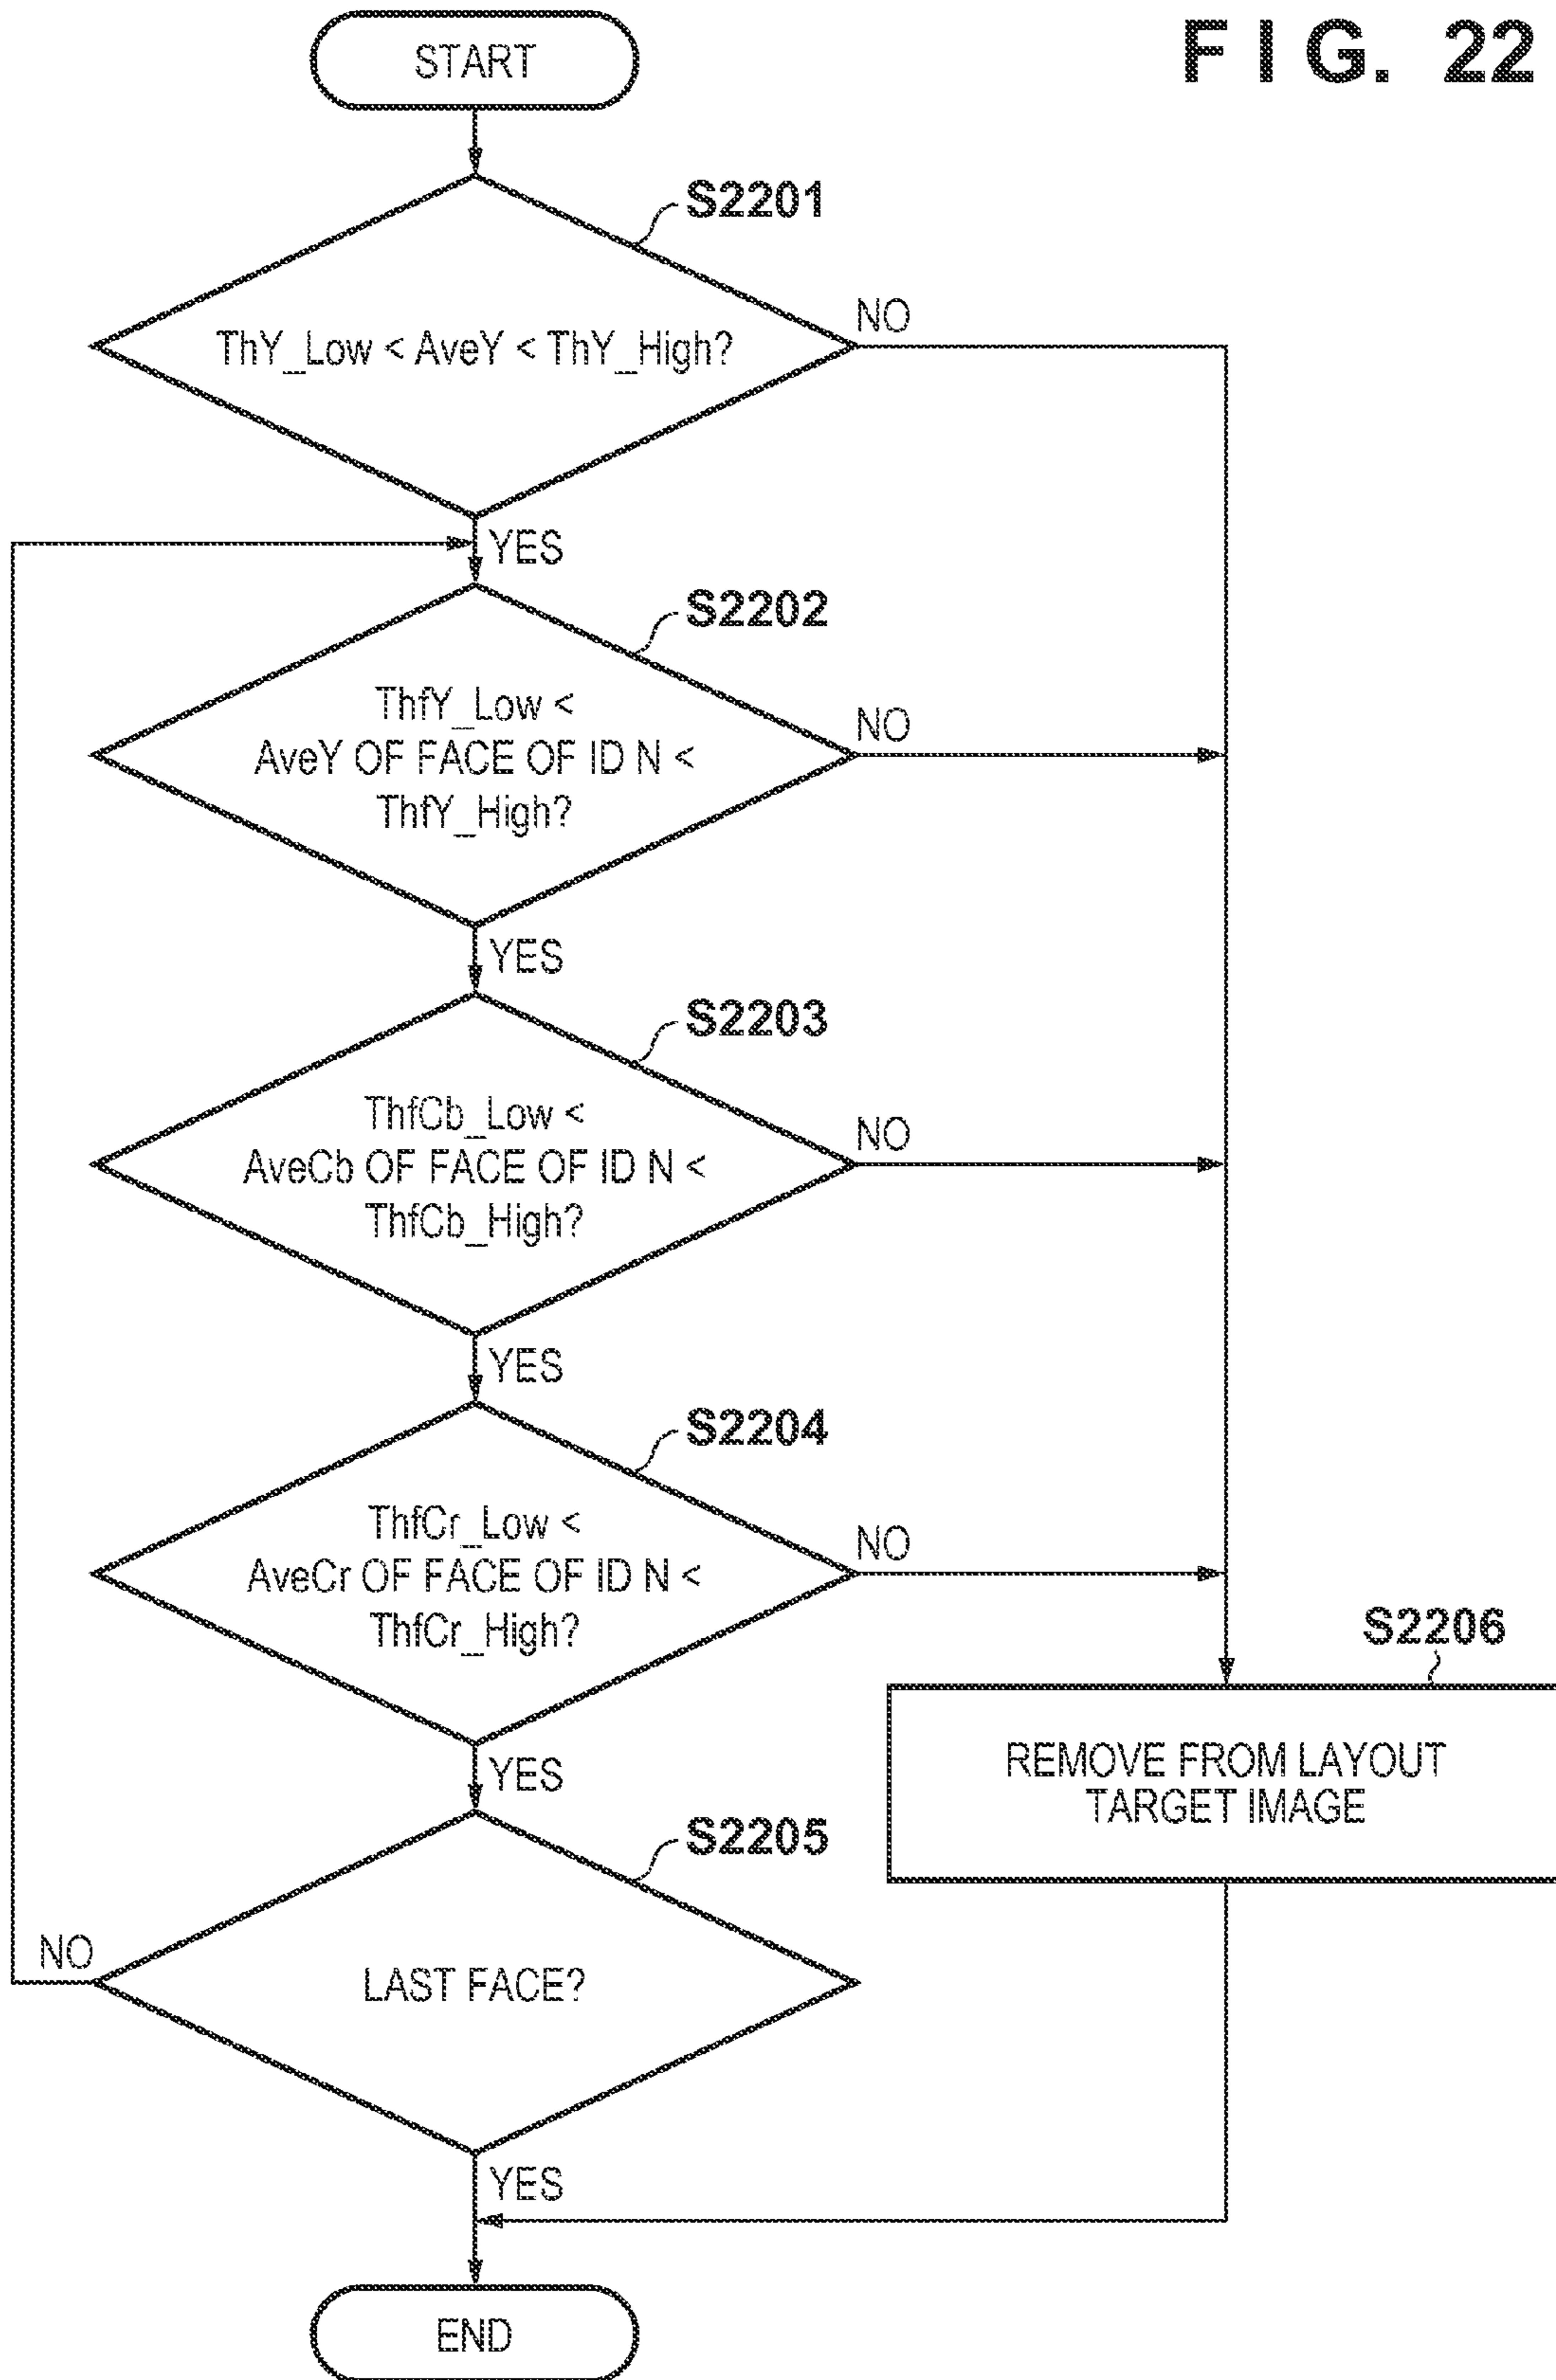 FIG. 22
START
S2201
ThY_Low < AveY < ThY_High?
NO
YES
S2202
ThfY_Low <
AveY OF FACE OF ID N <
ThfY_High?
NO
YES
S2203
ThfCb_Low <
AveCb OF FACE OF ID N <
ThfCb_High?
NO
YES
S2204
ThfCr_Low <
AveCr OF FACE OF ID N <
ThfCr_High?
NO
YES
S2206
REMOVE FROM LAYOUT
TARGET IMAGE
S2205
LAST FACE?
NO
YES
END